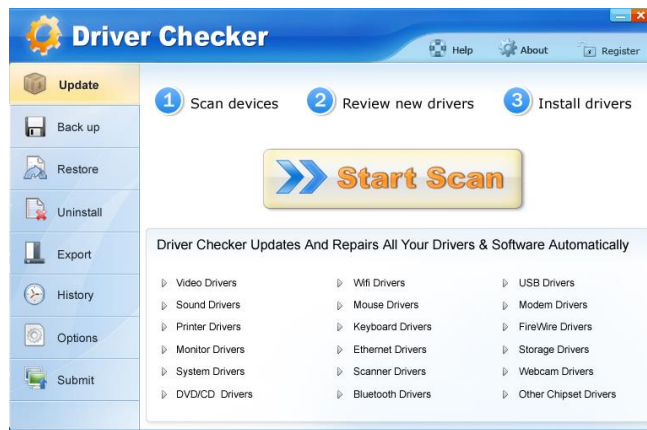 Driver Checker
Help About Register
Update
Back up
Restore
Uninstall
Export
History
Options
Submit
1 Scan devices 2 Review new drivers 3 Install drivers
Start Scan
Driver Checker Updates And Repairs All Your Drivers & Software Automatically
Video Drivers Wifi Drivers USB Drivers
Sound Drivers Mouse Drivers Modem Drivers
Printer Drivers Keyboard Drivers FireWire Drivers
Monitor Drivers Ethernet Drivers Storage Drivers
System Drivers Scanner Drivers Webcam Drivers
DVD/CD Drivers Bluetooth Drivers Other Chipset Drivers